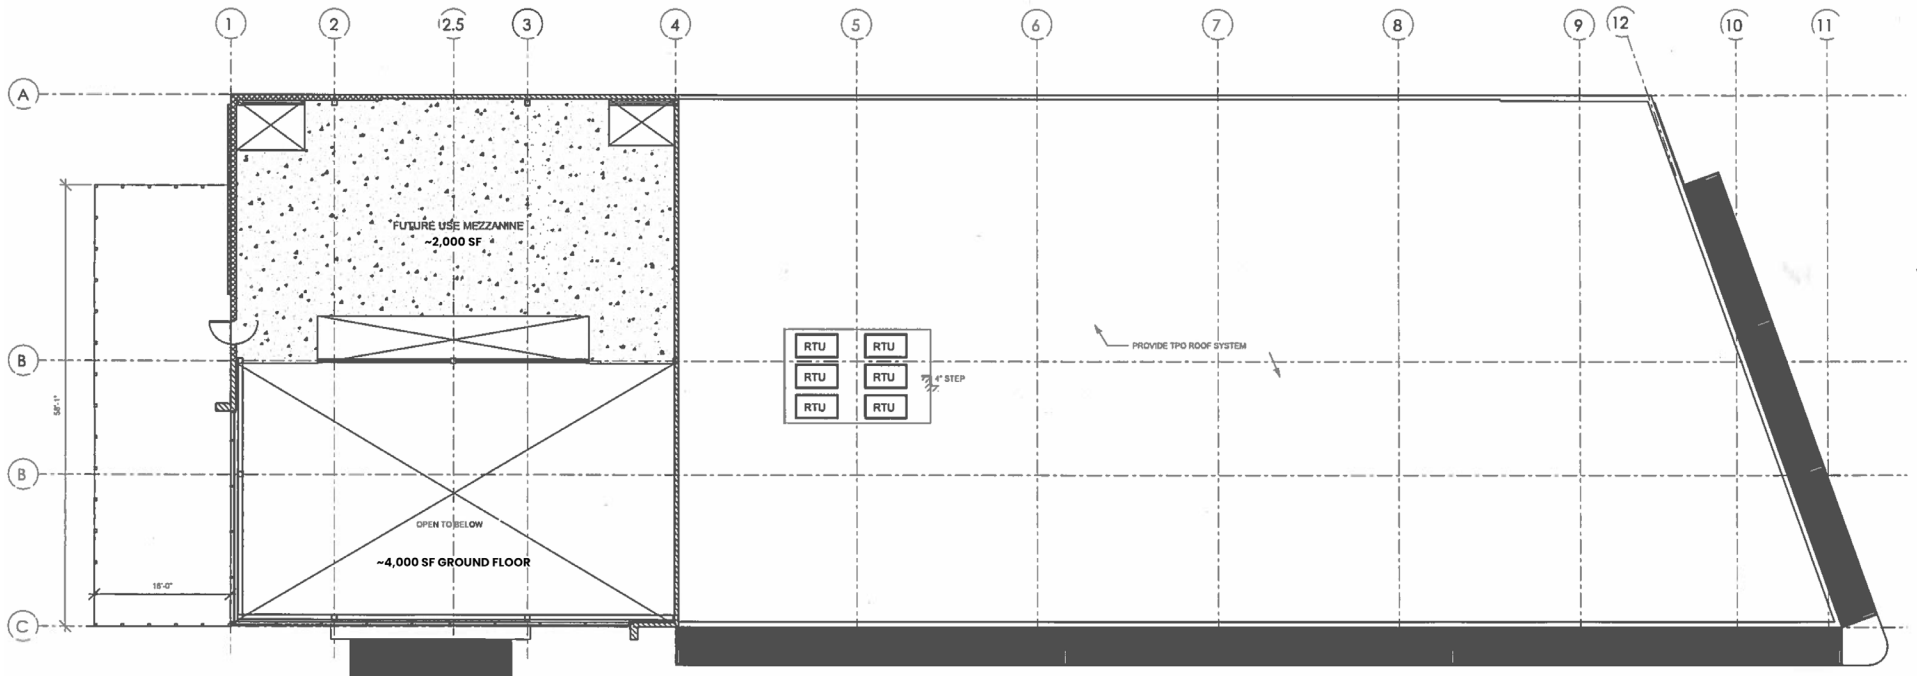 1
2
2.5
3
4
5
6
7
8
9
12
10
11
A
FUTURE USE MEZZANINE
~2,000 SF
RTU
RTU
B
PROVIDE TPO ROOF SYSTEM
RTU
RTU
4" STEP
58'-1"
RTU
RTU
B
OPEN TO BELOW
~4,000 SF GROUND FLOOR
16'-0"
C